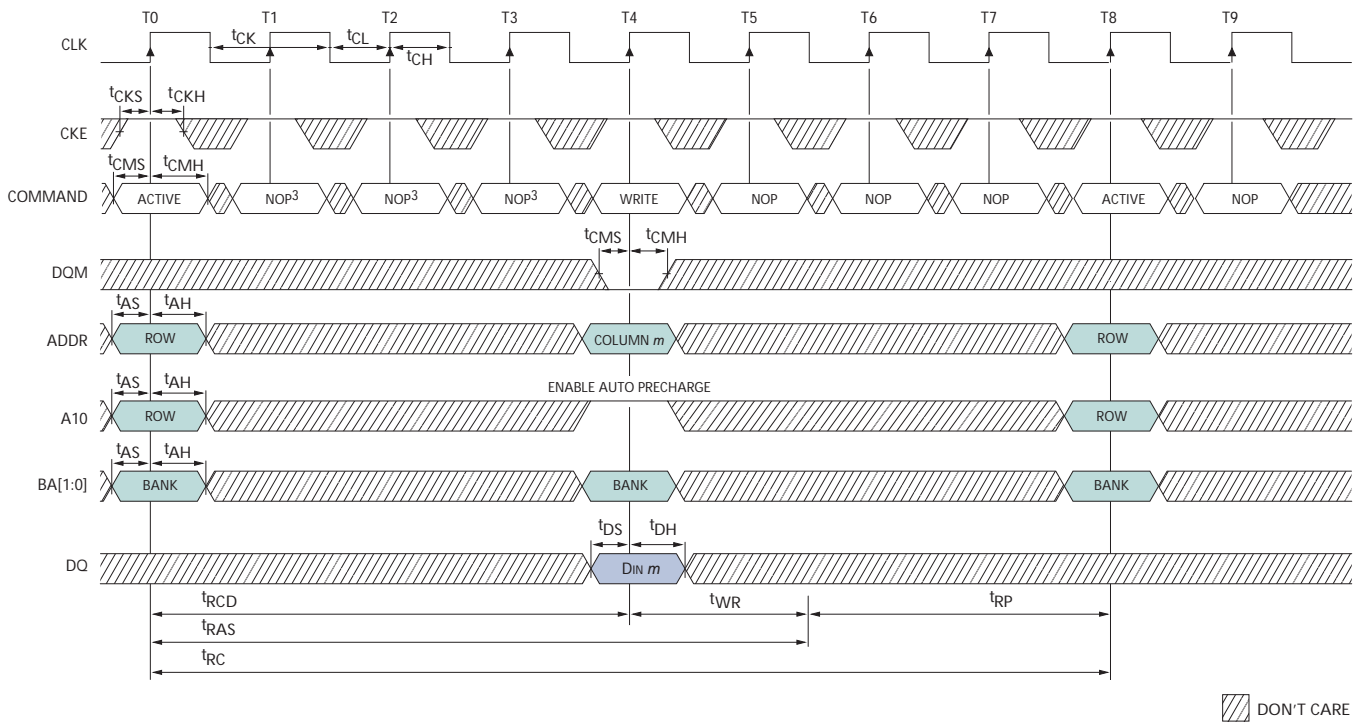 T0 T1 T2 T3 T4 T5 T6 T7 T8 T9
CLK
tCK tCL
tCH
tCKS tCKH
CKE
tCMS tCMH
COMMAND ACTIVE NOP3 NOP3 NOP3 WRITE NOP NOP NOP ACTIVE NOP
tCMS tCMH
DQM
tAS tAH
ADDR ROW COLUMN m ROW
ENABLE AUTO PRECHARGE
tAS tAH
A10 ROW ROW
tAS tAH
BA[1:0] BANK BANK BANK
tDS tDH
DQ DIN m
tRCD tWR tRP
tRAS
tRC
DON'T CARE